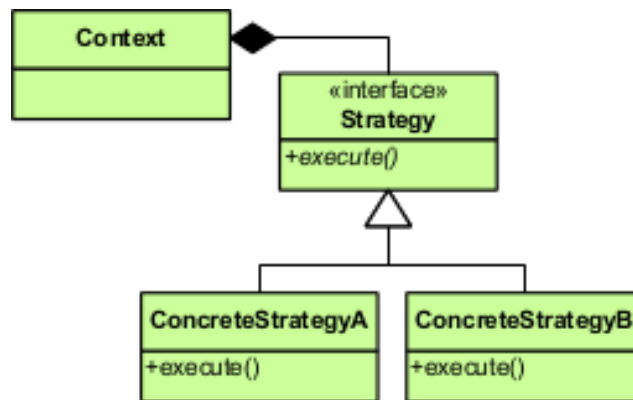 Context
«interface»
Strategy
+execute()
ConcreteStrategyA
+execute()
ConcreteStrategyB
+execute()